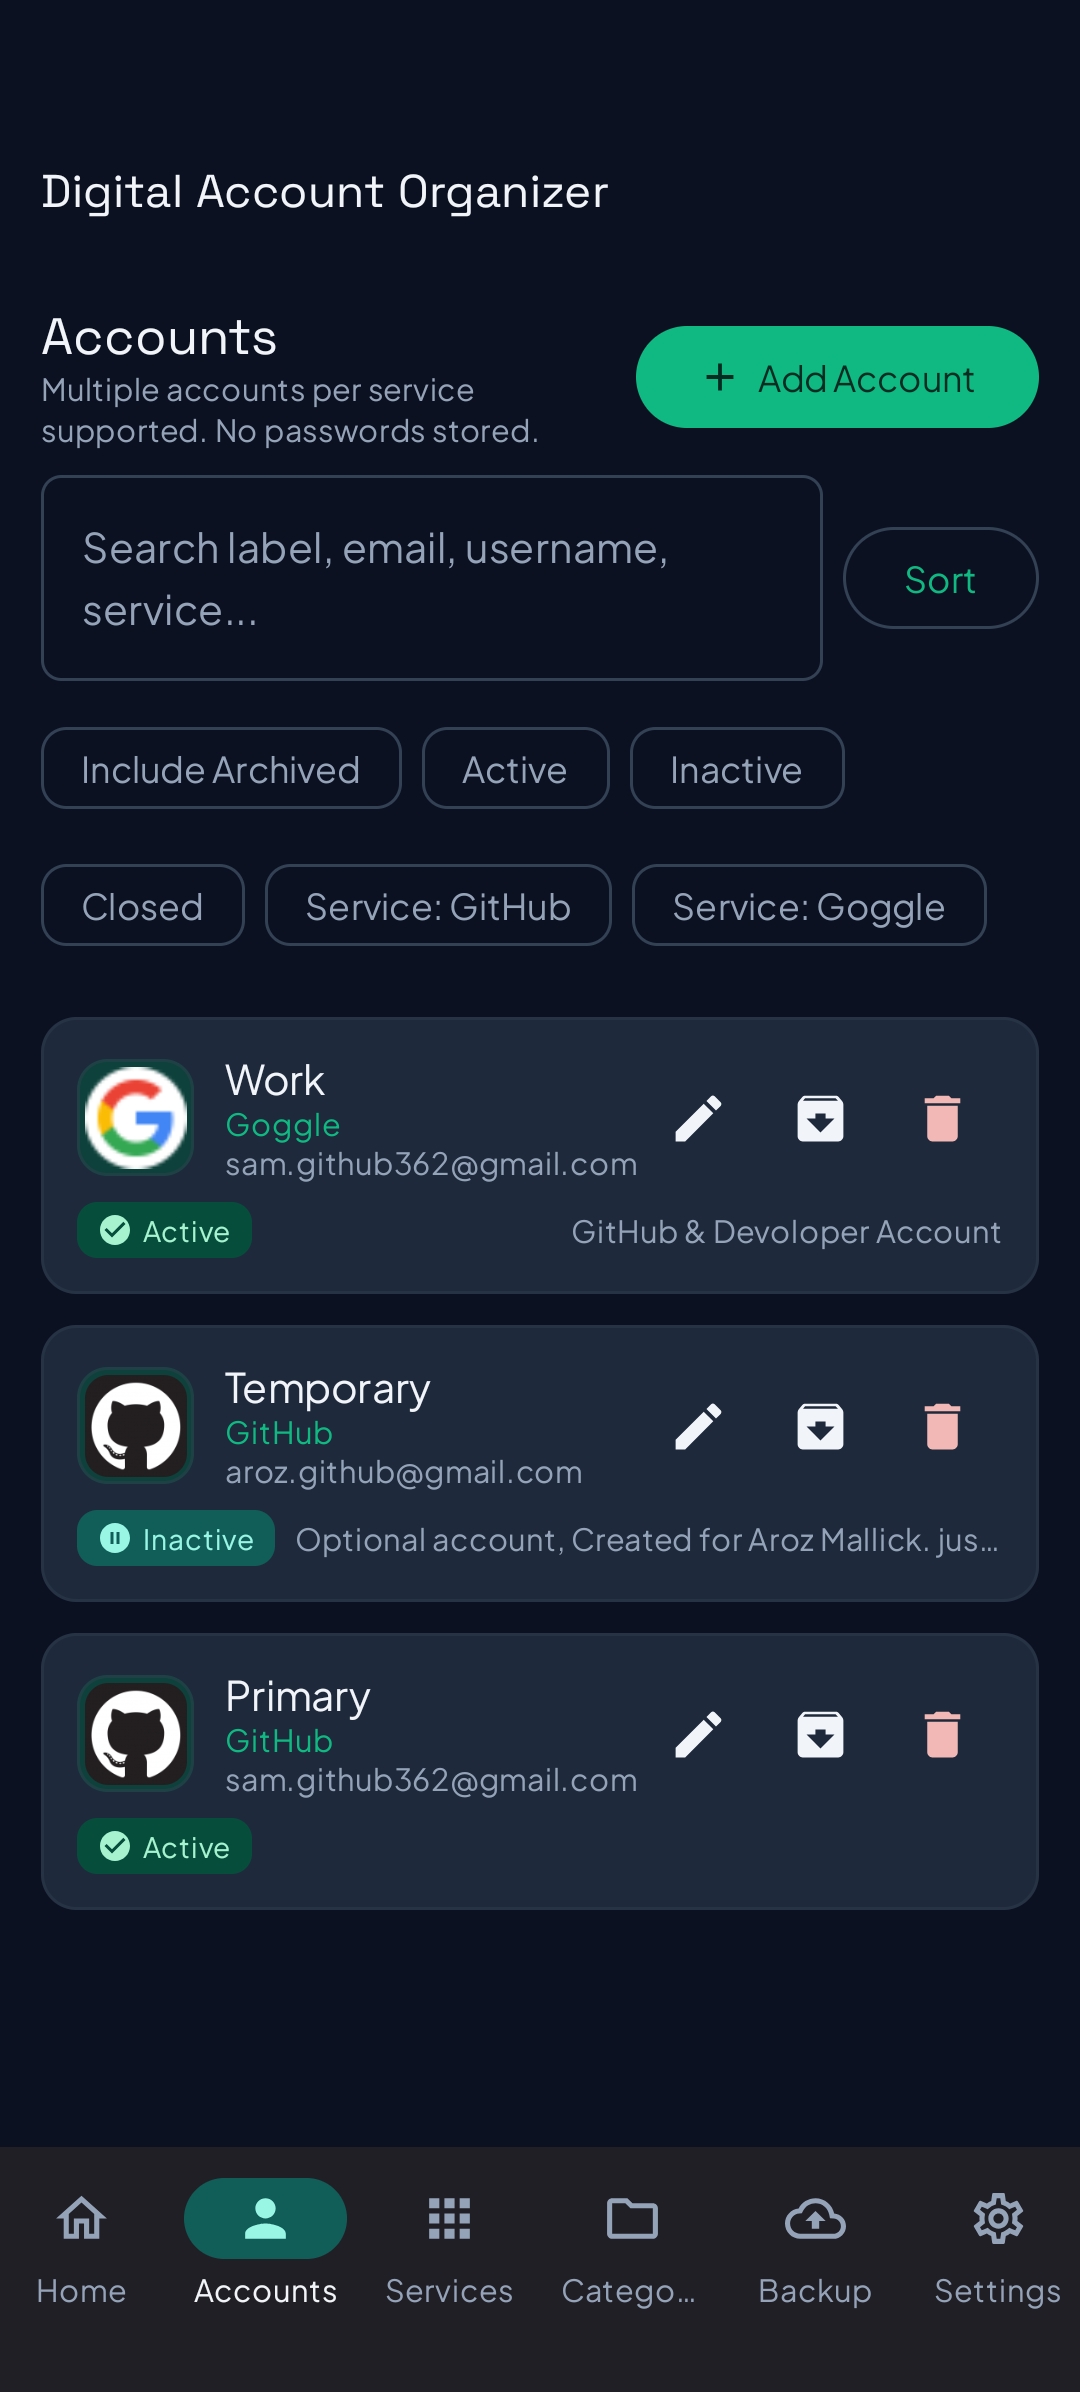 Digital Account Organizer
Accounts
Multiple accounts per service
supported. No passwords stored.
Add Account
Search label, email, username,
service...
Sort
Include Archived
Active
Inactive
Closed
Service: GitHub
Service: Goggle
Work
Goggle
sam.github362@gmail.com
Active
GitHub & Devoloper Account
Temporary
GitHub
aroz.github@gmail.com
Inactive
Optional account, Created for Aroz Mallick. jus...
Primary
GitHub
sam.github362@gmail.com
Active
Home
Accounts
Services
Catego...
Backup
Settings